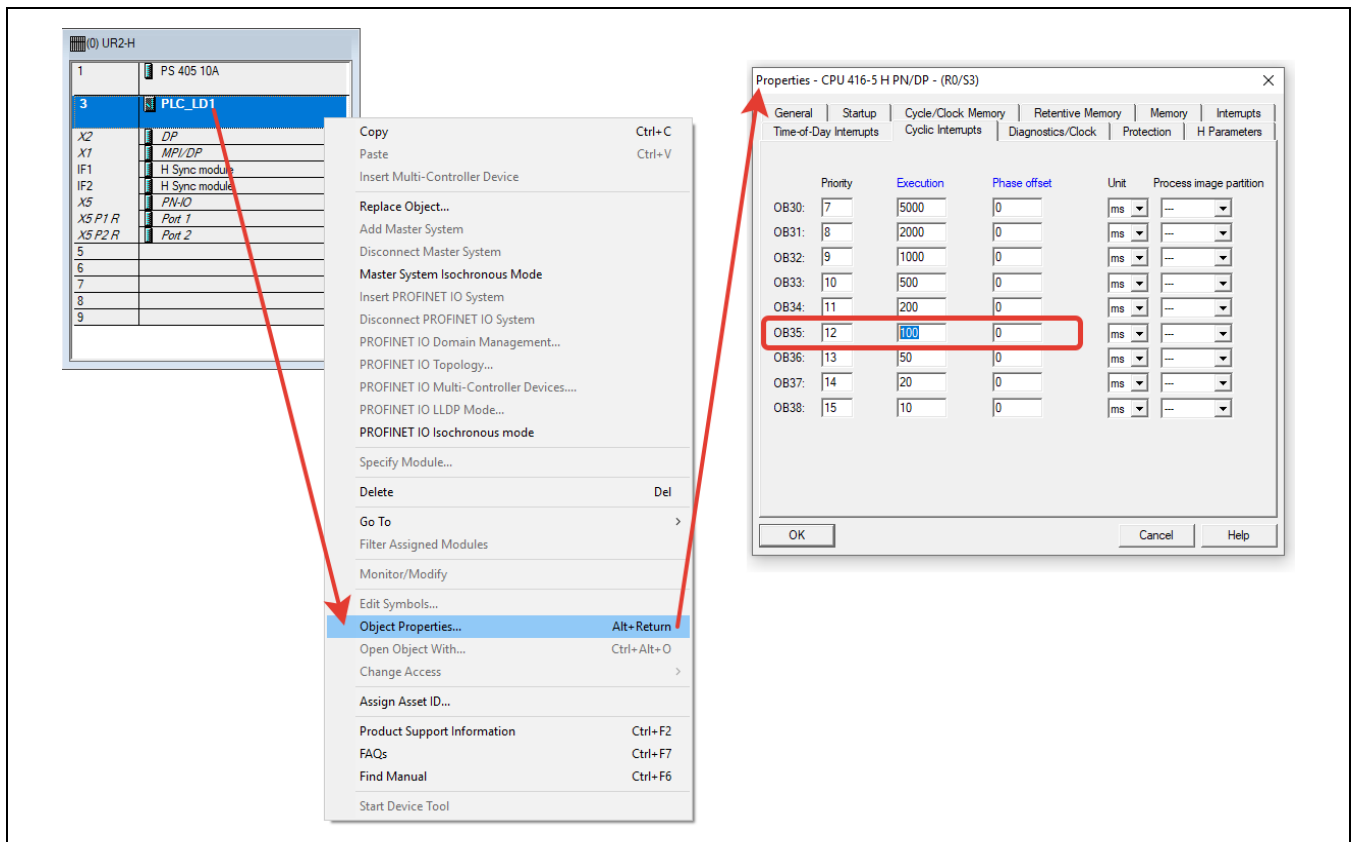 (0) UR2-H
1 PS 405 10A
3 PLC_LD1
X2 DP
X1 MPI/DP
IF1 H Sync module
IF2 H Sync module
X5 PN-IO
X5 P1 R Port 1
X5 P2 R Port 2
5
6
7
8
9
Copy Ctrl+C
Paste Ctrl+V
Insert Multi-Controller Device
Replace Object...
Add Master System
Disconnect Master System
Master System Isochronous Mode
Insert PROFINET IO System
Disconnect PROFINET IO System
PROFINET IO Domain Management...
PROFINET IO Topology...
PROFINET IO Multi-Controller Devices....
PROFINET IO LLDP Mode...
PROFINET IO Isochronous mode
Specify Module...
Delete Del
Go To >
Filter Assigned Modules
Monitor/Modify
Edit Symbols...
Object Properties... Alt+Return
Open Object With... Ctrl+Alt+O
Change Access >
Assign Asset ID...
Product Support Information Ctrl+F2
FAQs Ctrl+F7
Find Manual Ctrl+F6
Start Device Tool
Properties - CPU 416-5 H PN/DP - (R0/S3)
General Startup Cycle/Clock Memory Retentive Memory Memory Interrupts
Time-of-Day Interrupts Cyclic Interrupts Diagnostics/Clock Protection H Parameters
Priority Execution Phase offset Unit Process image partition
OB30: 7 5000 0 ms ---
OB31: 8 2000 0 ms ---
OB32: 9 1000 0 ms ---
OB33: 10 500 0 ms ---
OB34: 11 200 0 ms ---
OB35: 12 100 0 ms ---
OB36: 13 50 0 ms ---
OB37: 14 20 0 ms ---
OB38: 15 10 0 ms ---
OK Cancel Help